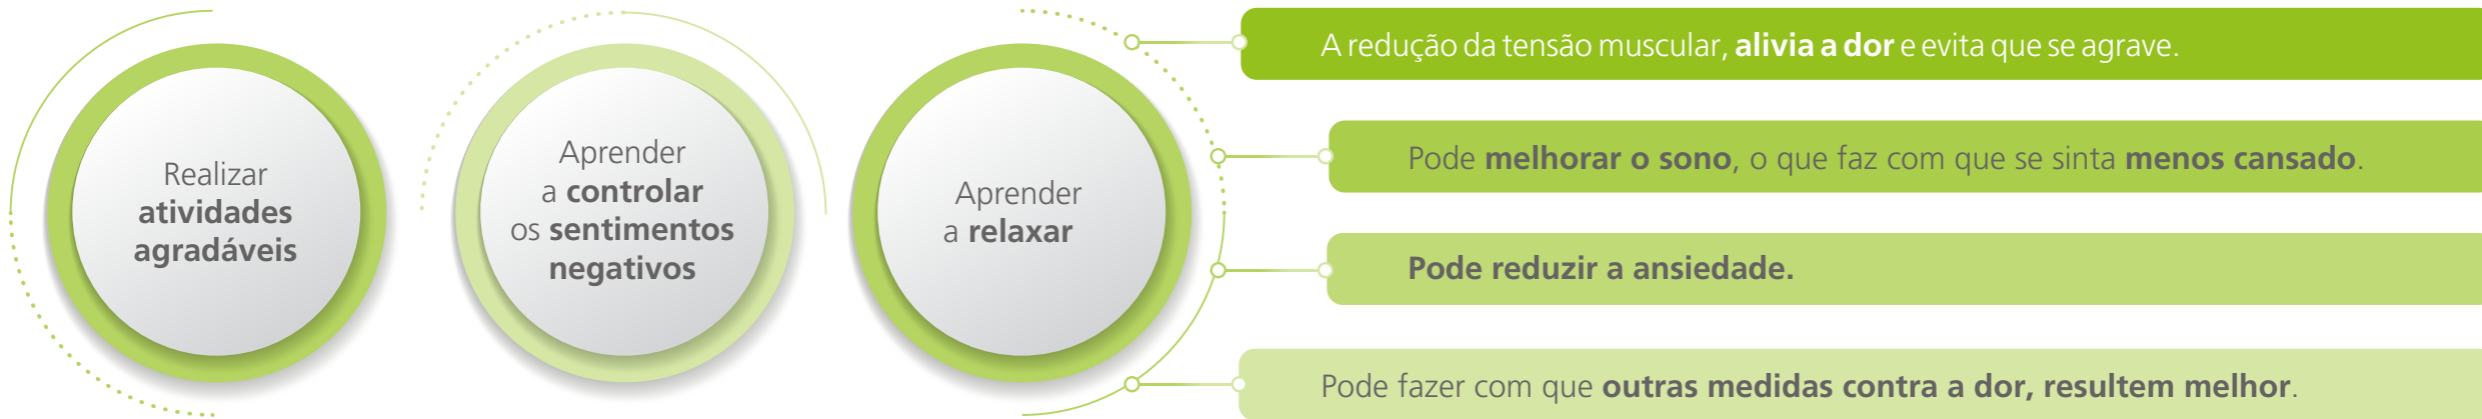 Realizar
atividades
agradáveis
Aprender
a controlar
os sentimentos
negativos
Aprender
a relaxar
A redução da tensão muscular, alivia a dor e evita que se agrave.
Pode melhorar o sono, o que faz com que se sinta menos cansado.
Pode reduzir a ansiedade.
Pode fazer com que outras medidas contra a dor, resultem melhor.